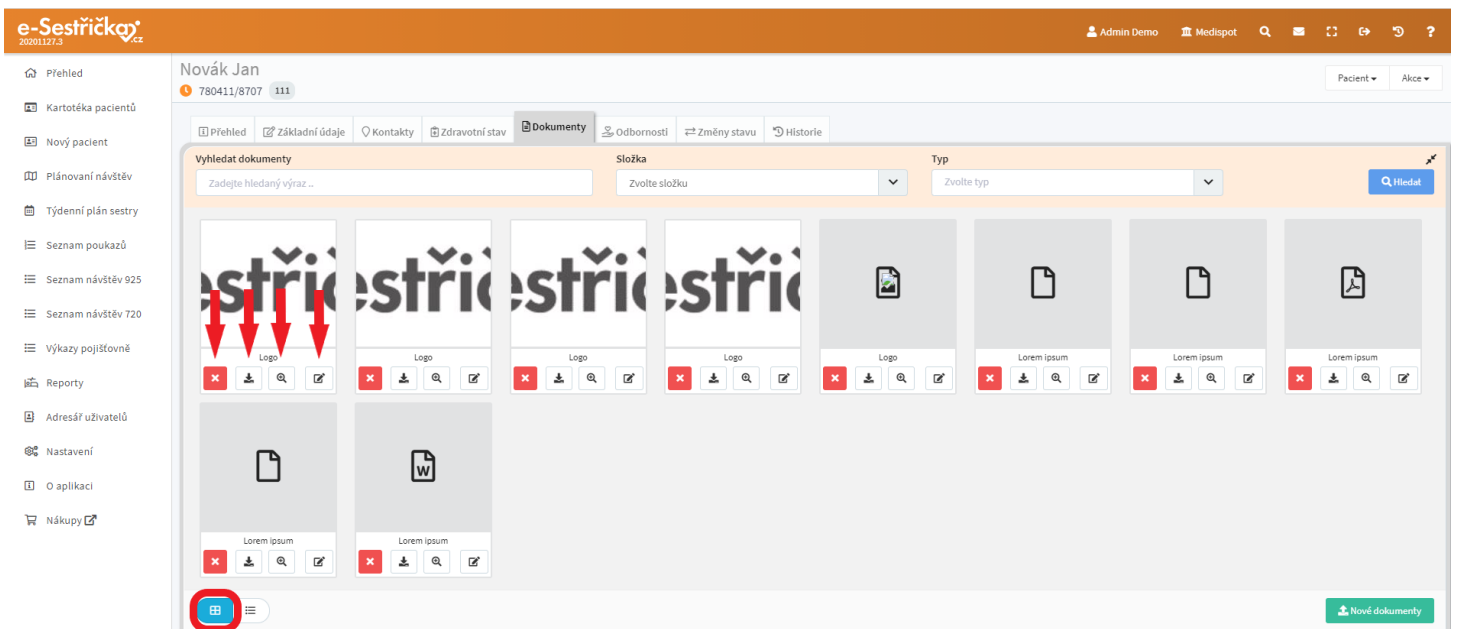 e-Sestřička.cz
20201127.3
Admin Demo Medispot ?
Přehled
Kartotéka pacientů
Nový pacient
Plánovaní návštěv
Týdenní plán sestry
Seznam poukazů
Seznam návštěv 925
Seznam návštěv 720
Výkazy pojišťovně
Reporty
Adresář uživatelů
Nastavení
O aplikaci
Nákupy
Novák Jan
780411/8707 111
Pacient Akce
Přehled Základní údaje Kontakty Zdravotní stav Dokumenty Odbornosti Změny stavu Historie
Vyhledat dokumenty Složka Typ
Zadejte hledaný výraz .. Zvolte složku Zvolte typ Hledat
estřič estřič estřič estřič
Logo Logo Logo Logo Logo Lorem ipsum Lorem ipsum Lorem ipsum
W
Lorem ipsum Lorem ipsum
Nové dokumenty